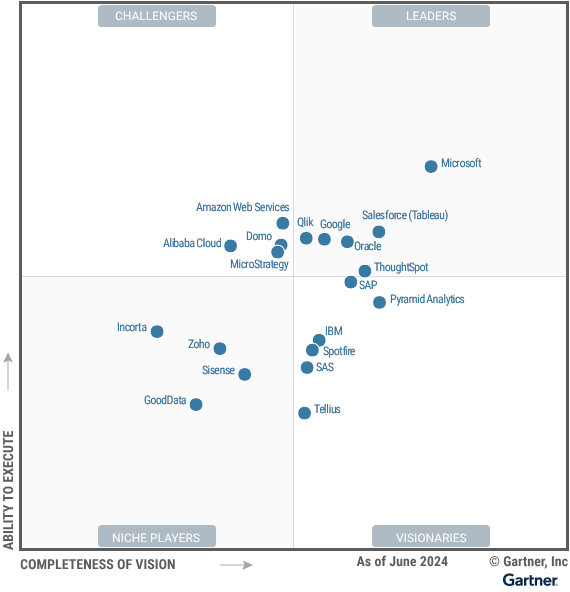 CHALLENGERS
LEADERS
Microsoft
Amazon Web Services
Salesforce (Tableau)
Qlik
Google
Domo
Alibaba Cloud
Oracle
MicroStrategy
ThoughtSpot
SAP
Pyramid Analytics
Incorta
IBM
Zoho
Spotfire
Sisense
SAS
GoodData
Tellius
ABILITY TO EXECUTE
NICHE PLAYERS
VISIONARIES
COMPLETENESS OF VISION
As of June 2024
© Gartner, Inc
Gartner